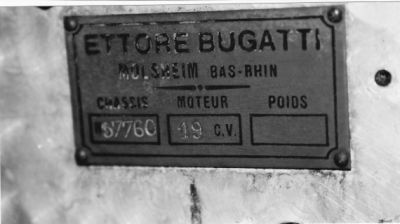 ETTORE BUGATTI
MOLSHEIM BAS-RHIN
CHASSIS MOTEUR POIDS
57760 19 C.V.